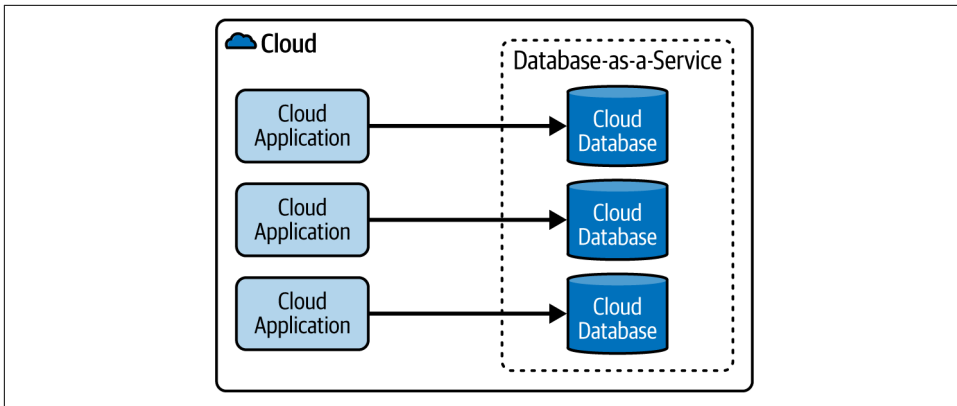 Cloud
Database-as-a-Service
Cloud
Application
Cloud
Database
Cloud
Application
Cloud
Database
Cloud
Application
Cloud
Database